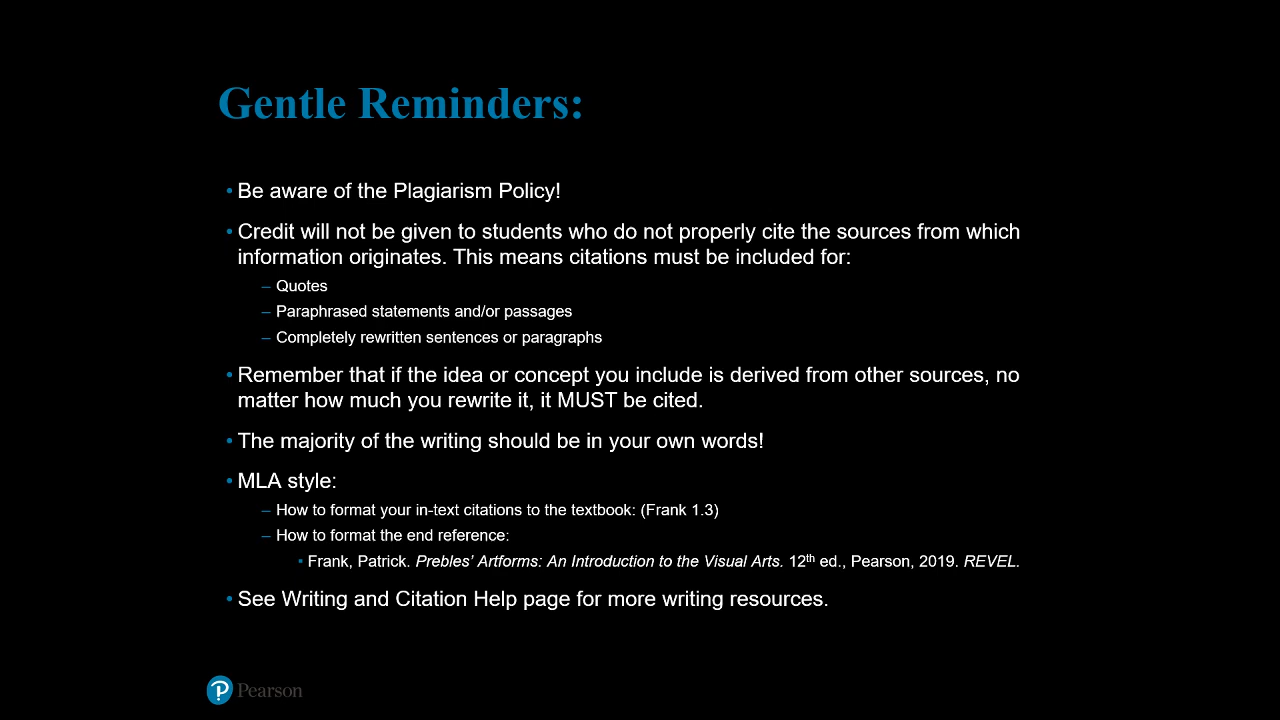 Gentle Reminders:
• Be aware of the Plagiarism Policy!
• Credit will not be given to students who do not properly cite the sources from which
information originates. This means citations must be included for:
– Quotes
– Paraphrased statements and/or passages
– Completely rewritten sentences or paragraphs
• Remember that if the idea or concept you include is derived from other sources, no
matter how much you rewrite it, it MUST be cited.
• The majority of the writing should be in your own words!
• MLA style:
– How to format your in-text citations to the textbook: (Frank 1.3)
– How to format the end reference:
• Frank, Patrick. Prebles’ Artforms: An Introduction to the Visual Arts. 12th ed., Pearson, 2019. REVEL.
• See Writing and Citation Help page for more writing resources.
Pearson